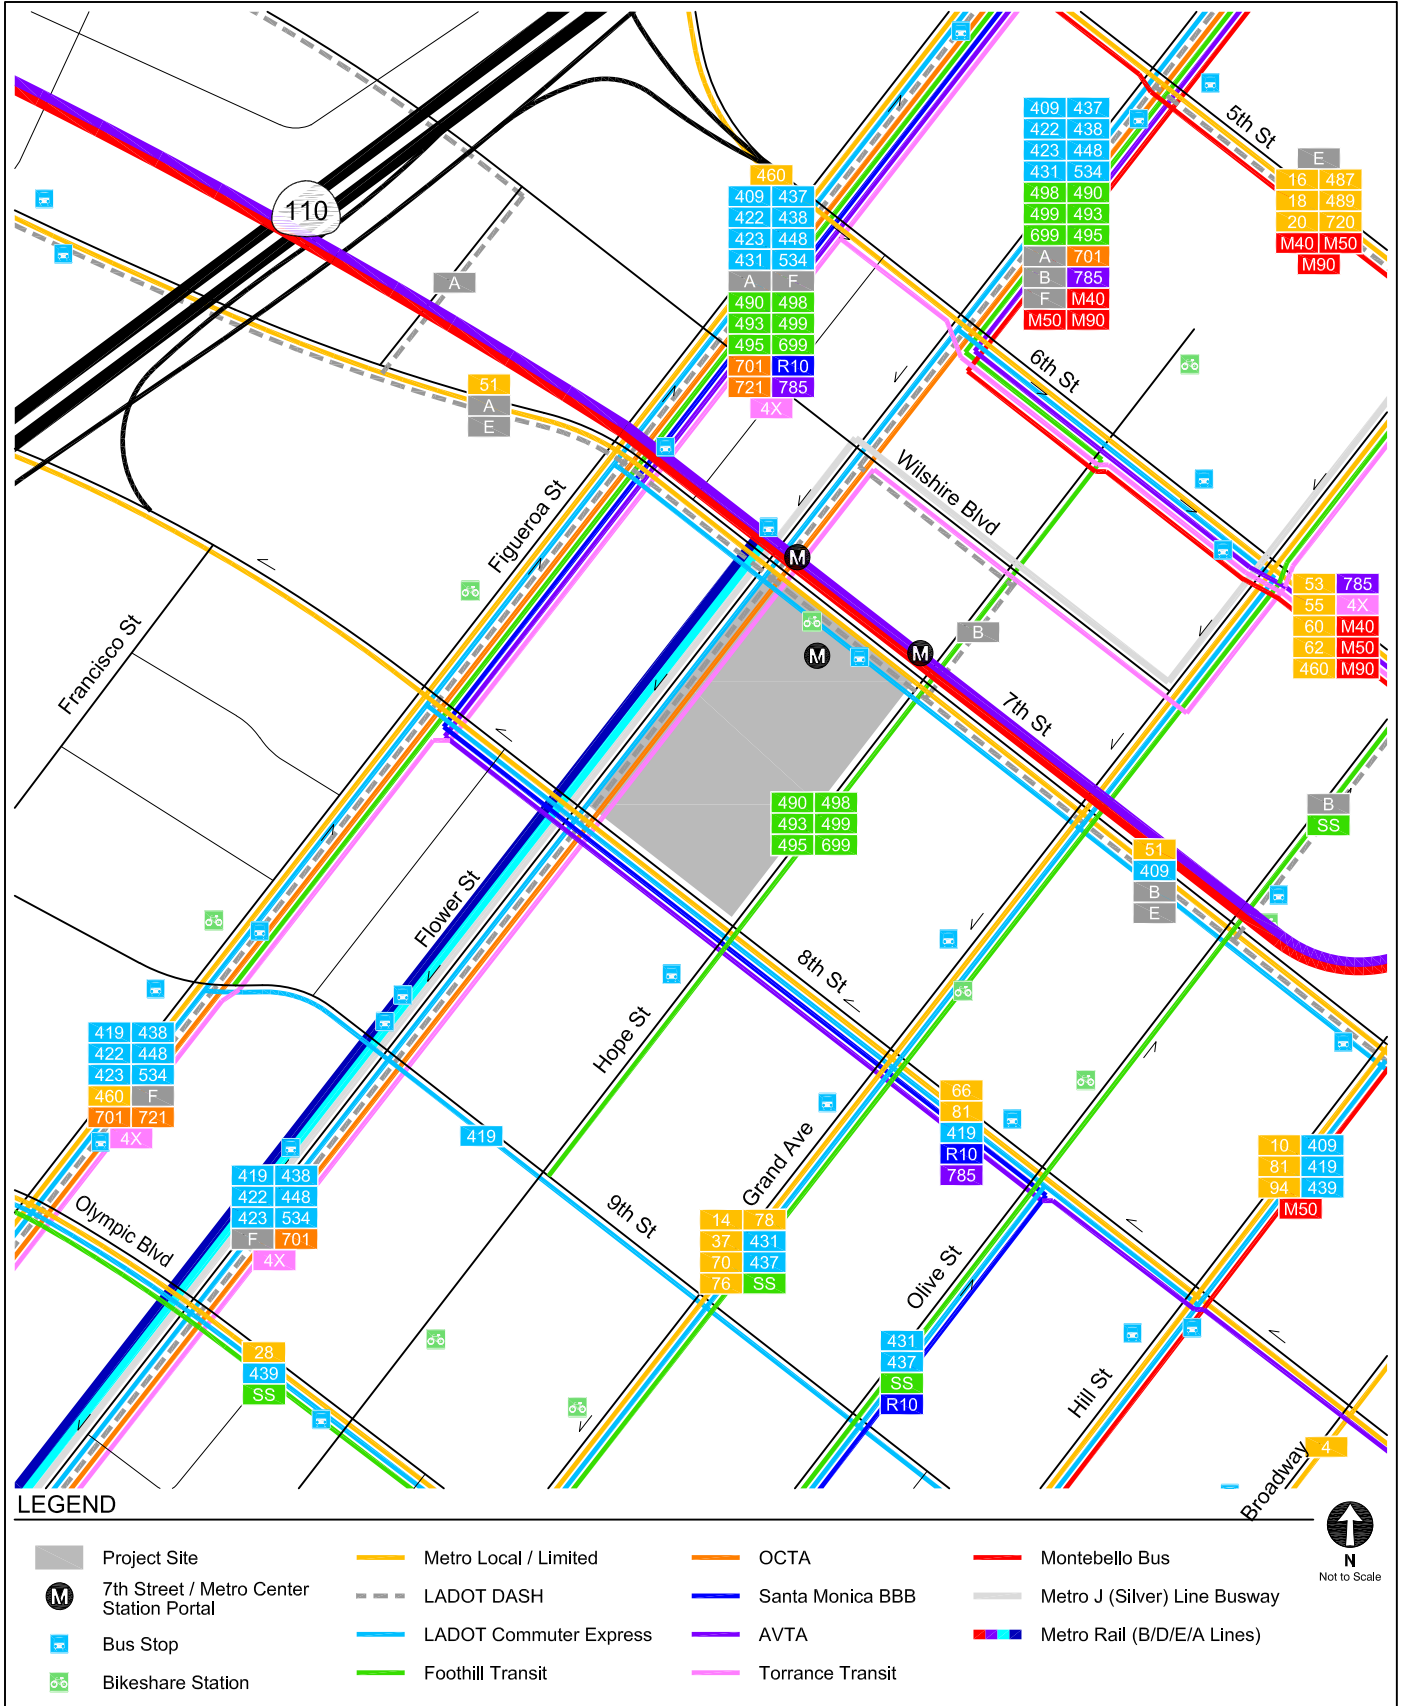 5th St
409 437
422 438
423 448
431 534
498 490
499 493
699 495
A 701
B 785
F M40
M50 M90
E
16 487
18 489
20 720
M40 M50
M90
460
409 437
422 438
423 448
431 534
A F
490 498
493 499
495 699
701 R10
721 785
4X
110
A
51
A
E
6th St
Wilshire Blvd
Figueroa St
M
53 785
55 4X
60 M40
62 M50
460 M90
Francisco St
B
M
M
7th St
490 498
493 499
495 699
B
SS
51
409
B
E
Flower St
8th St
Hope St
419 438
422 448
423 534
460 F
701 721
4X
66
81
419
R10
785
419
10 409
81 419
94 439
M50
419 438
422 448
423 534
F 701
4X
Olympic Blvd
9th St
Grand Ave
14 78
37 431
70 437
76 SS
Olive St
28
439
SS
431
437
SS
R10
Hill St
4
Broadway
LEGEND
Project Site
M 7th Street / Metro Center
Station Portal
Bus Stop
Bikeshare Station
Metro Local / Limited
LADOT DASH
LADOT Commuter Express
Foothill Transit
OCTA
Santa Monica BBB
AVTA
Torrance Transit
Montebello Bus
Metro J (Silver) Line Busway
Metro Rail (B/D/E/A Lines)
N
Not to Scale